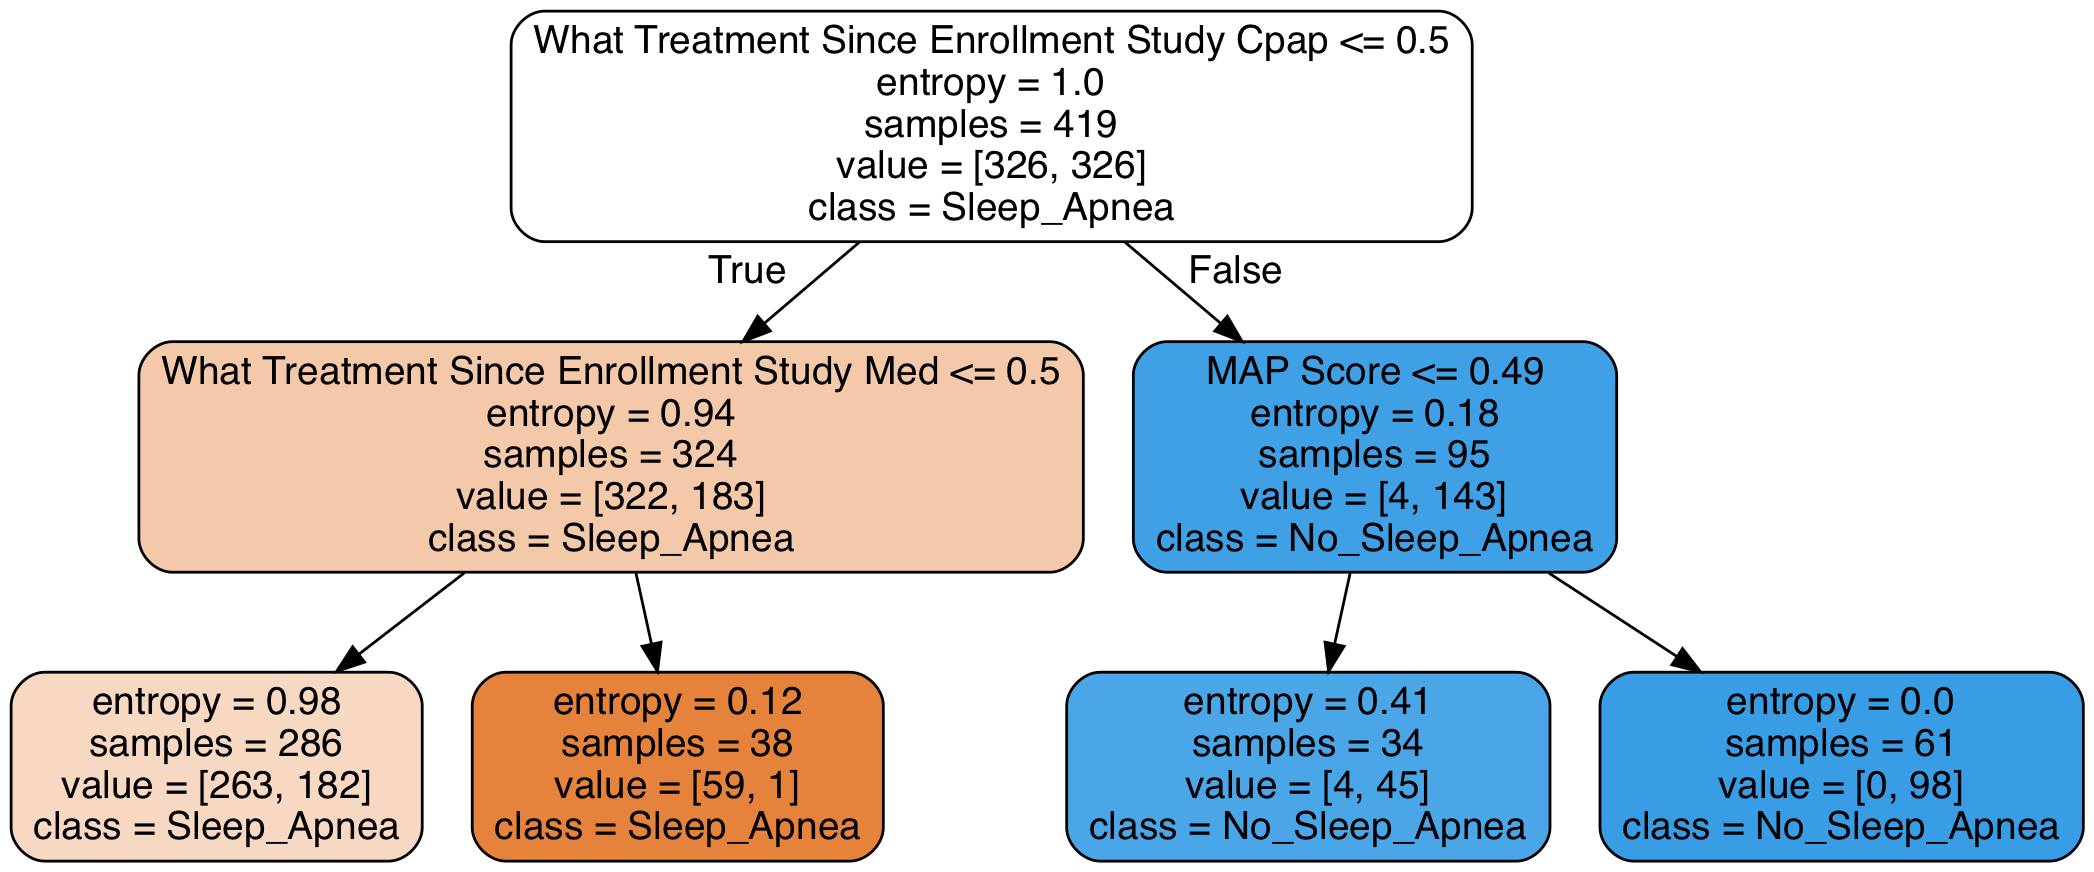 What Treatment Since Enrollment Study Cpap <= 0.5
entropy = 1.0
samples = 419
value = [326, 326]
class = Sleep_Apnea
True
False
What Treatment Since Enrollment Study Med <= 0.5
entropy = 0.94
samples = 324
value = [322, 183]
class = Sleep_Apnea
MAP Score <= 0.49
entropy = 0.18
samples = 95
value = [4, 143]
class = No_Sleep_Apnea
entropy = 0.98
samples = 286
value = [263, 182]
class = Sleep_Apnea
entropy = 0.12
samples = 38
value = [59, 1]
class = Sleep_Apnea
entropy = 0.41
samples = 34
value = [4, 45]
class = No_Sleep_Apnea
entropy = 0.0
samples = 61
value = [0, 98]
class = No_Sleep_Apnea